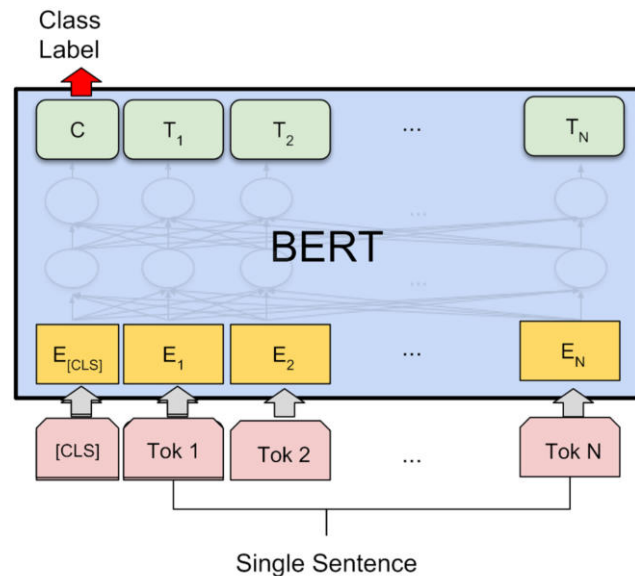 Class
Label
C T1 T2 ... TN
...
BERT
...
E[CLS] E1 E2 ... EN
[CLS] Tok 1 Tok 2 ... Tok N
Single Sentence